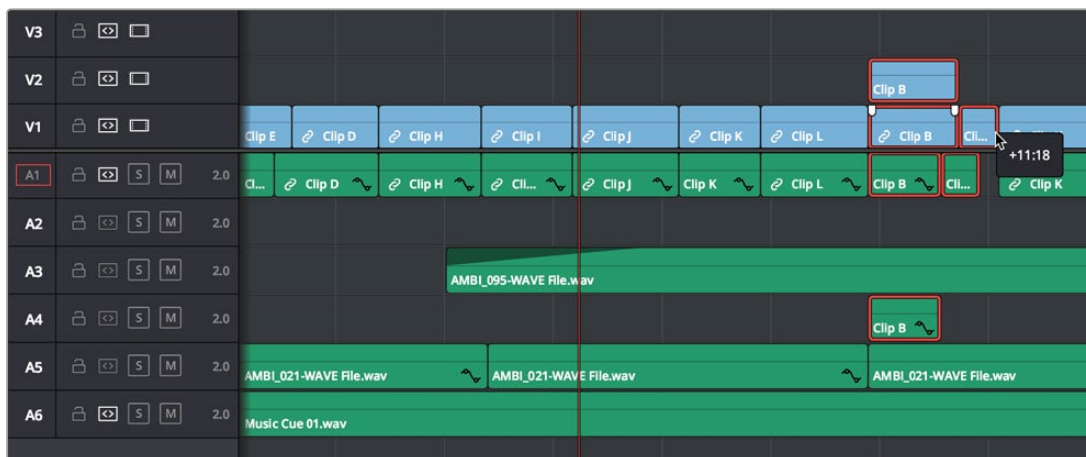 V3
V2
Clip B
V1
Clip E Clip D Clip H Clip I Clip J Clip K Clip L Clip B Cli...
+11:18
A1 S M 2.0 Cl... Clip D Clip H Cli... Clip J Clip K Clip L Clip B Cli... Clip K
A2 S M 2.0
A3 S M 2.0
AMBI_095-WAVE File.wav
A4 S M 2.0
Clip B
A5 S M 2.0 AMBI_021-WAVE File.wav AMBI_021-WAVE File.wav AMBI_021-WAVE File.wav
A6 S M 2.0
Music Cue 01.wav